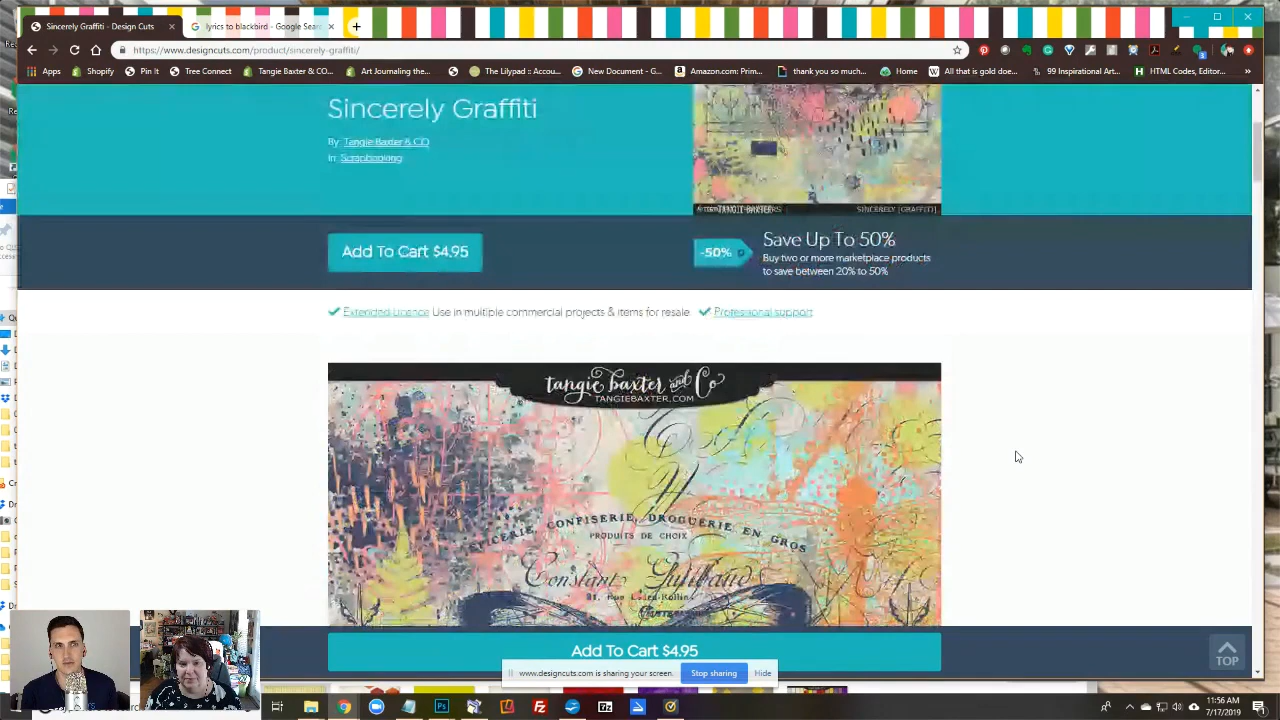 Sincerely Graffiti - Design Cuts
lyrics to blackbird - Google Sear
https://www.designcuts.com/product/sincerely-graffiti/
Apps
Shopify
Pin It
Tree Connect
Tangie Baxter & CO...
Art Journaling the...
The Lilypad :: Accou...
New Document - G...
Amazon.com: Prim...
thank you so much...
Home
All that is gold doe...
99 Inspirational Art...
HTML Codes, Editor...
Sincerely Graffiti
By: Tangie Baxter & CO
In: Scrapbooking
TANGIE BAXTER
SINCERELY [GRAFFITI]
Add To Cart $4.95
-50%
Save Up To 50%
Buy two or more marketplace products
to save between 20% to 50%
Extended Licence Use in multiple commercial projects & items for resale
Professional support
tangie baxter and Co
TANGIEBAXTER.COM
CONFISERIE, DROGUERIE EN GROS
PRODUITS DE CHOIX
Constant
Add To Cart $4.95
TOP
www.designcuts.com is sharing your screen.
Stop sharing
Hide
11:56 AM
7/17/2019